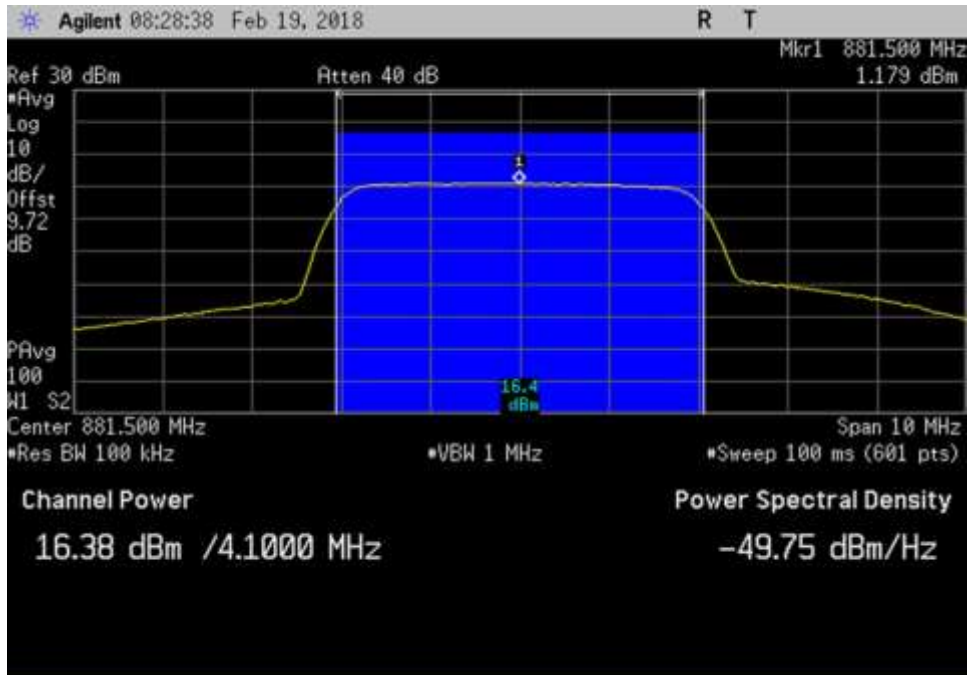 Agilent 08:28:38 Feb 19, 2018 R T
Mkr1 881.500 MHz
Ref 30 dBm Atten 40 dB 1.179 dBm
#Avg
Log
10
dB/
Offst
9.72
dB
1
PAvg
100
W1 S2
16.4
dBm
Center 881.500 MHz Span 10 MHz
#Res BW 100 kHz #VBW 1 MHz #Sweep 100 ms (601 pts)
Channel Power Power Spectral Density
16.38 dBm /4.1000 MHz -49.75 dBm/Hz